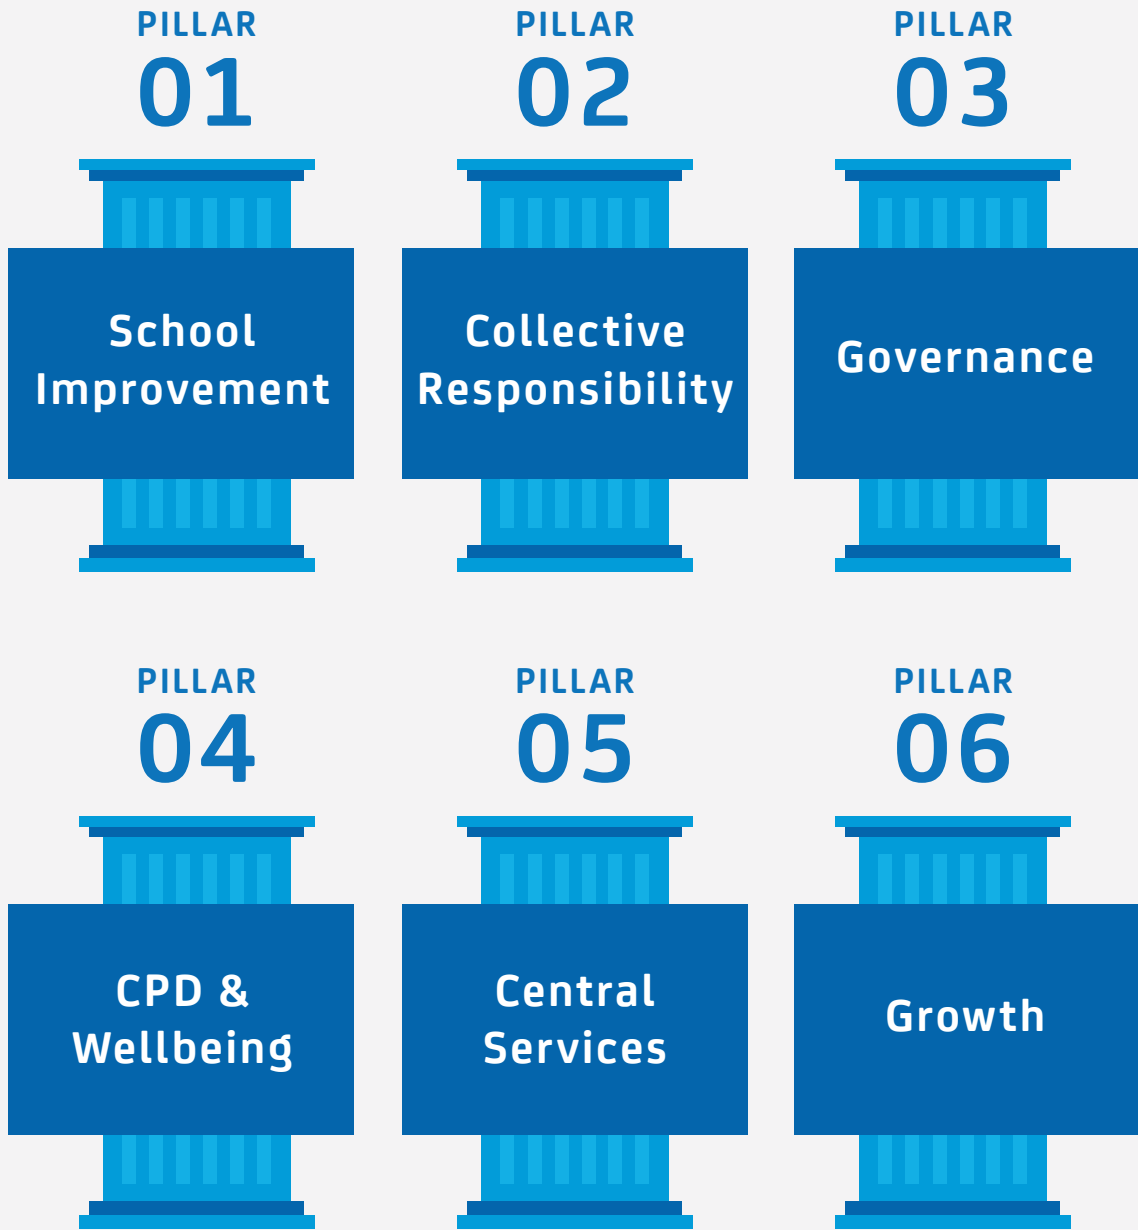 PILLAR
01
School
Improvement
PILLAR
02
Collective
Responsibility
PILLAR
03
Governance
PILLAR
04
CPD &
Wellbeing
PILLAR
05
Central
Services
PILLAR
06
Growth